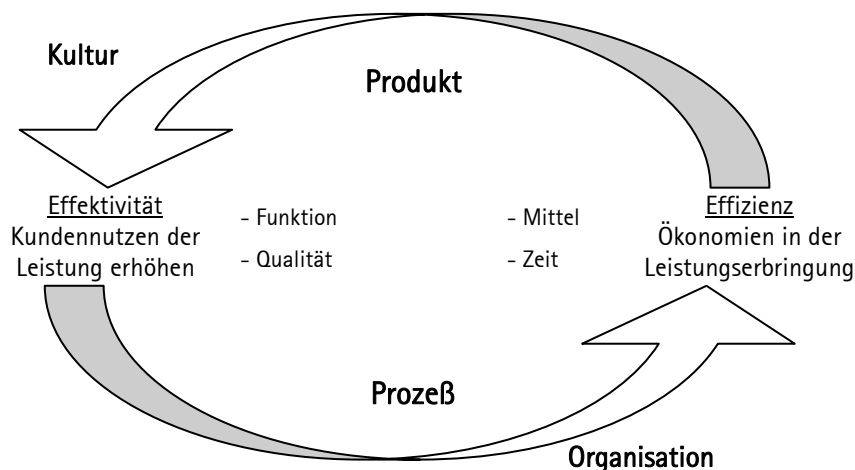 Kultur
Produkt
Effektivität
Kundennutzen der
Leistung erhöhen
- Funktion
- Qualität
- Mittel
- Zeit
Effizienz
Ökonomien in der
Leistungserbringung
Prozeß
Organisation